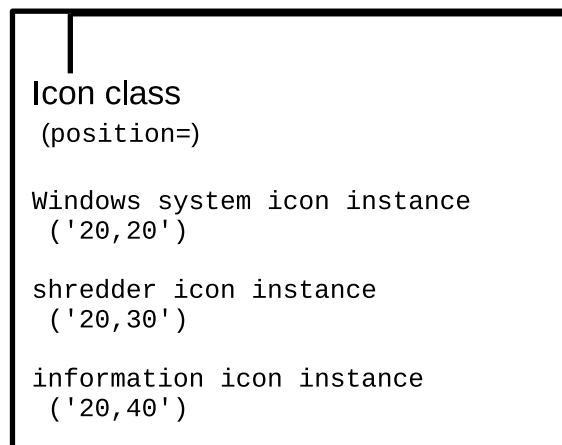 Icon class
(position=)
Windows system icon instance
('20,20')
shredder icon instance
('20,30')
information icon instance
('20,40')